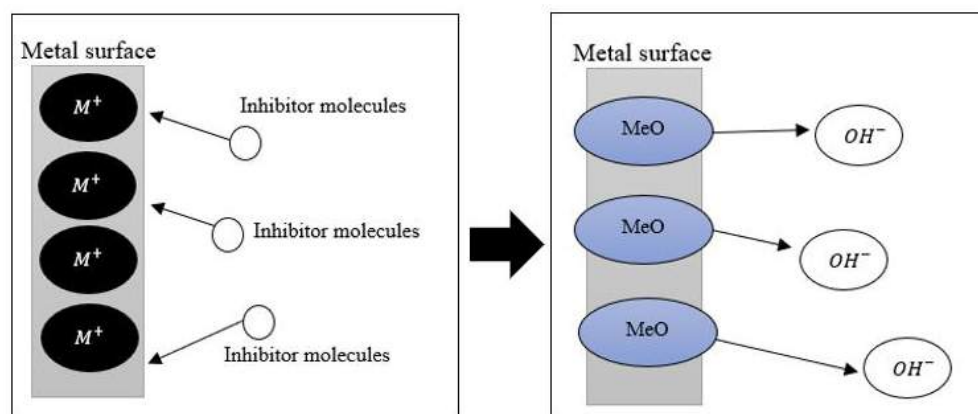 Metal surface
M⁺
Inhibitor molecules
M⁺
Inhibitor molecules
M⁺
M⁺
Inhibitor molecules
Metal surface
MeO
OH⁻
MeO
OH⁻
MeO
OH⁻